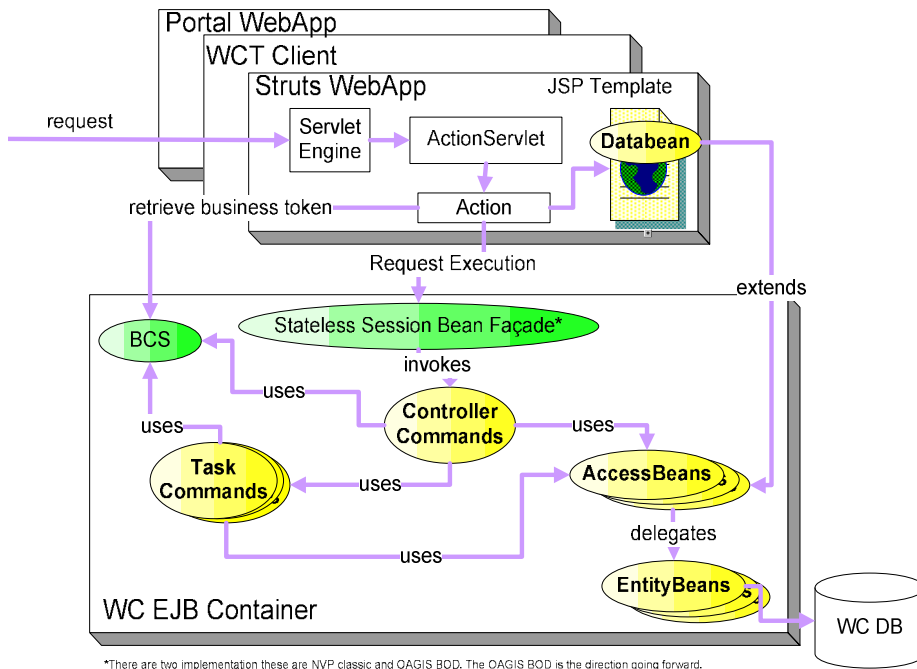 Portal WebApp
WCT Client
Struts WebApp
JSP Template
request
Servlet
Engine
ActionServlet
Databean
retrieve business token
Action
Request Execution
extends
Stateless Session Bean Façade*
BCS
invokes
uses
Controller
Commands
uses
uses
Task
Commands
uses
AccessBeans
uses
delegates
EntityBeans
WC EJB Container
WC DB
*There are two implementation these are NVP classic and OAGIS BOD. The OAGIS BOD is the direction going forward.